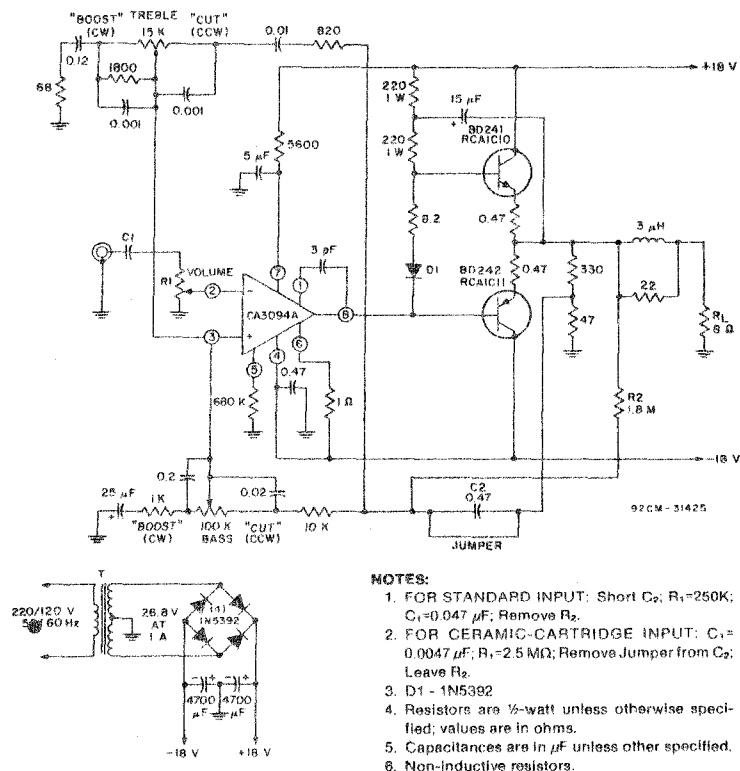 "BOOST" TREBLE "CUT"
(CW) 15 K (CCW)
0.01 820
0.12
1800
68
0.001
0.001
+18 V
220
1 W
15 µF
+
BD241
RCA1C10
5600
220
1 W
5 µF
8.2
0.47
3 µH
3 pF
C1
VOLUME
R1
7
1
2
CA3094A
8
D1
BD242
RCA1C11
0.47
330
22
47
RL
8 Ω
3
+
5
4
6
0.47
680 K
1 Ω
R2
1.8 M
-18 V
0.2
0.02
25 µF
+
1K
"BOOST"
(CW)
100 K
BASS
"CUT"
(CCW)
10 K
C2
0.47
JUMPER
92CM-31425
T
220/120 V
60 Hz
26.8 V
AT
1 A
(4)
1N5392
- + - +
4700
µF
4700
µF
-18 V +18 V
NOTES:
1. FOR STANDARD INPUT: Short C2; R1=250K;
C1=0.047 µF; Remove R2.
2. FOR CERAMIC-CARTRIDGE INPUT: C1=
0.0047 µF; R1=2.5 MΩ; Remove Jumper from C2;
Leave R2.
3. D1 - 1N5392
4. Resistors are ½-watt unless otherwise speci-
fied; values are in ohms.
5. Capacitances are in µF unless other specified.
6. Non-inductive resistors.